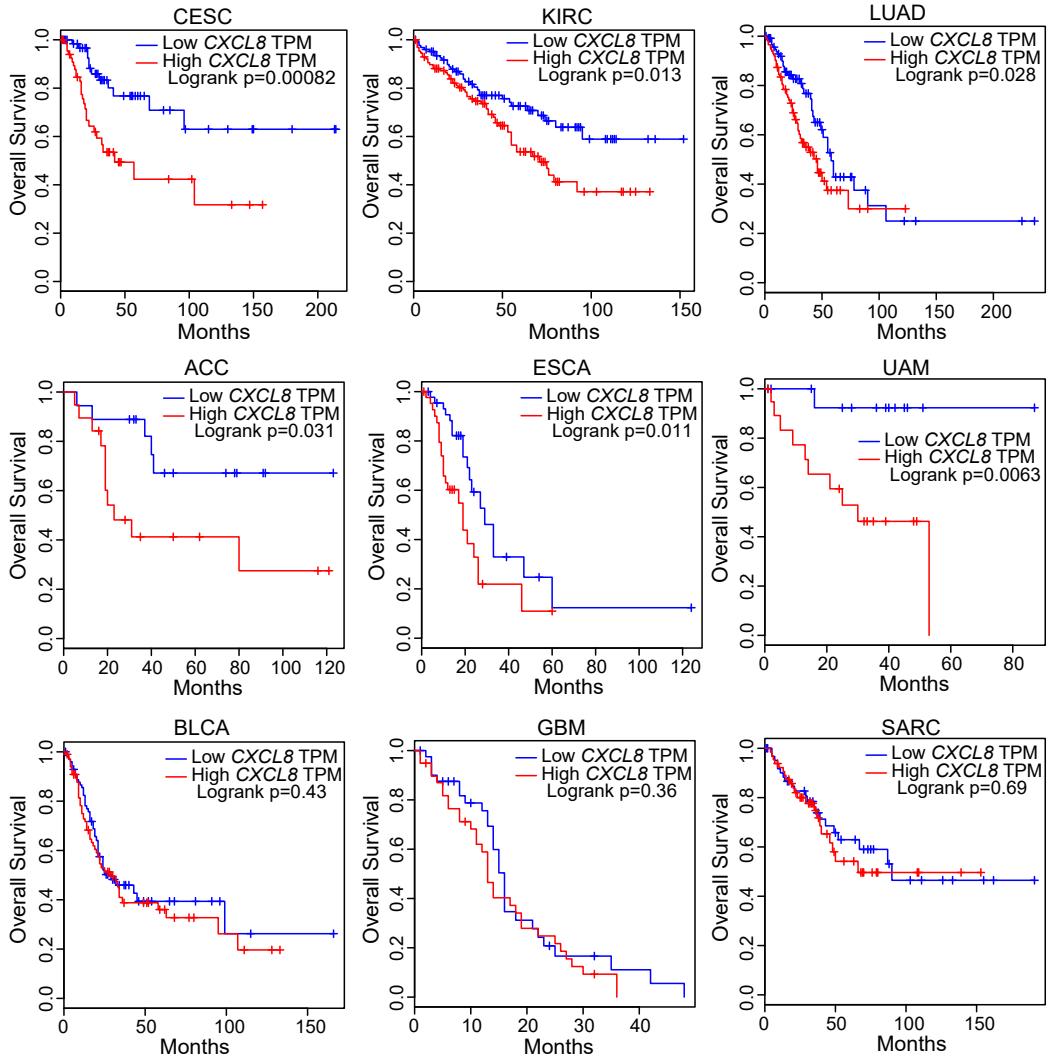 CESC
Overall Survival
0.0 0.2 0.4 0.6 0.8 1.0
Low CXCL8 TPM
High CXCL8 TPM
Logrank p=0.00082
0 50 100 150 200
Months
KIRC
Overall Survival
0.0 0.2 0.4 0.6 0.8 1.0
Low CXCL8 TPM
High CXCL8 TPM
Logrank p=0.013
0 50 100 150
Months
LUAD
Overall Survival
0.0 0.2 0.4 0.6 0.8 1.0
Low CXCL8 TPM
High CXCL8 TPM
Logrank p=0.028
0 50 100 150 200
Months
ACC
Overall Survival
0.0 0.2 0.4 0.6 0.8 1.0
Low CXCL8 TPM
High CXCL8 TPM
Logrank p=0.031
0 20 40 60 80 100 120
Months
ESCA
Overall Survival
0.0 0.2 0.4 0.6 0.8 1.0
Low CXCL8 TPM
High CXCL8 TPM
Logrank p=0.011
0 20 40 60 80 100 120
Months
UAM
Overall Survival
0.0 0.2 0.4 0.6 0.8 1.0
Low CXCL8 TPM
High CXCL8 TPM
Logrank p=0.0063
0 20 40 60 80
Months
BLCA
Overall Survival
0.0 0.2 0.4 0.6 0.8 1.0
Low CXCL8 TPM
High CXCL8 TPM
Logrank p=0.43
0 50 100 150
Months
GBM
Overall Survival
0.0 0.2 0.4 0.6 0.8 1.0
Low CXCL8 TPM
High CXCL8 TPM
Logrank p=0.36
0 10 20 30 40
Months
SARC
Overall Survival
0.0 0.2 0.4 0.6 0.8 1.0
Low CXCL8 TPM
High CXCL8 TPM
Logrank p=0.69
0 50 100 150
Months